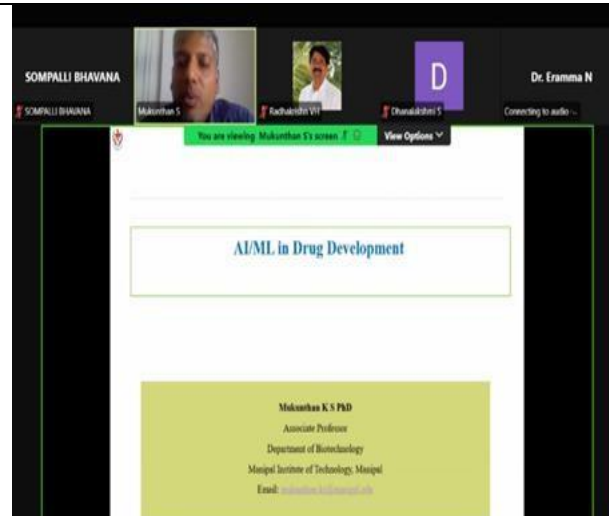 SOMPALLI BHAVANA
SOMPALLI BHAVANA
Mukunthan S
Radhakrishn VH
D
Dhanalakshmi S
Dr. Eramma N
Connecting to audio
You are viewing Mukunthan S's screen
View Options
AI/ML in Drug Development
Mukunthan K S PhD
Associate Professor
Department of Biotechnology
Manipal Institute of Technology, Manipal
Email: